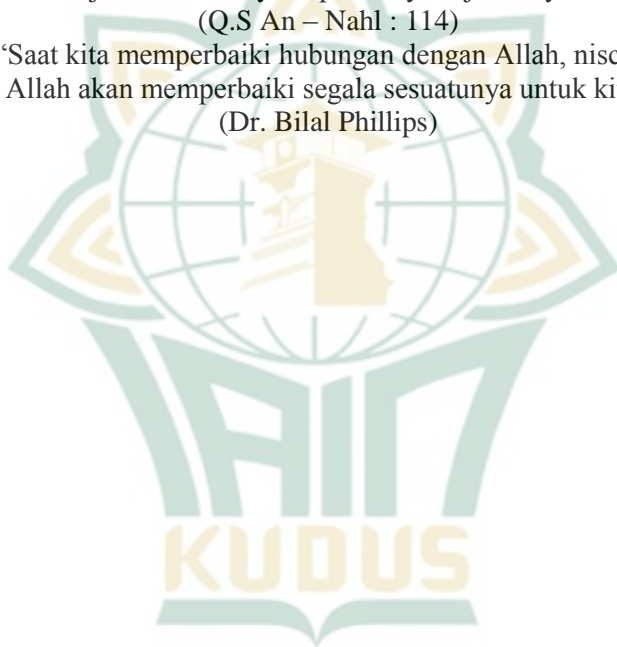 (Q.S An – Nahl : 114)
“Saat kita memperbaiki hubungan dengan Allah,
Allah akan memperbaiki segala sesuatunya untuk
(Dr. Bilal Phillips)
IAIN
KUDUS